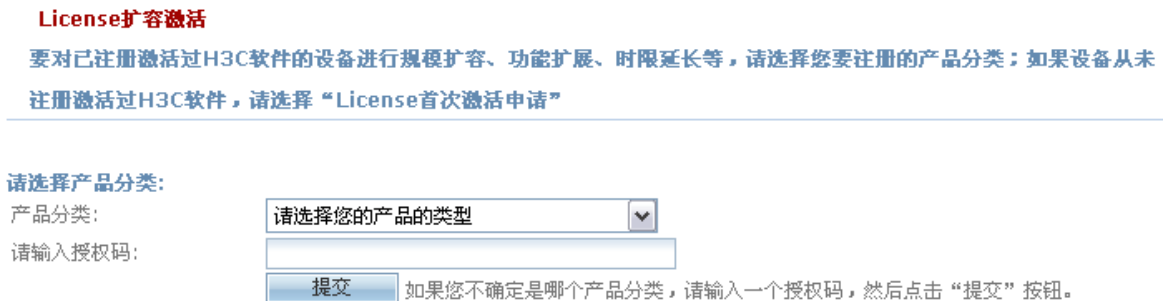 License扩容激活
要对已注册激活过H3C软件的设备进行规模扩容、功能扩展、时限延长等，请选择您要注册的产品分类；如果设备从未
注册激活过H3C软件，请选择“License首次激活申请”
请选择产品分类:
产品分类: 请选择您的产品的类型
请输入授权码:
提交 如果您不确定是哪个产品分类，请输入一个授权码，然后点击“提交”按钮。